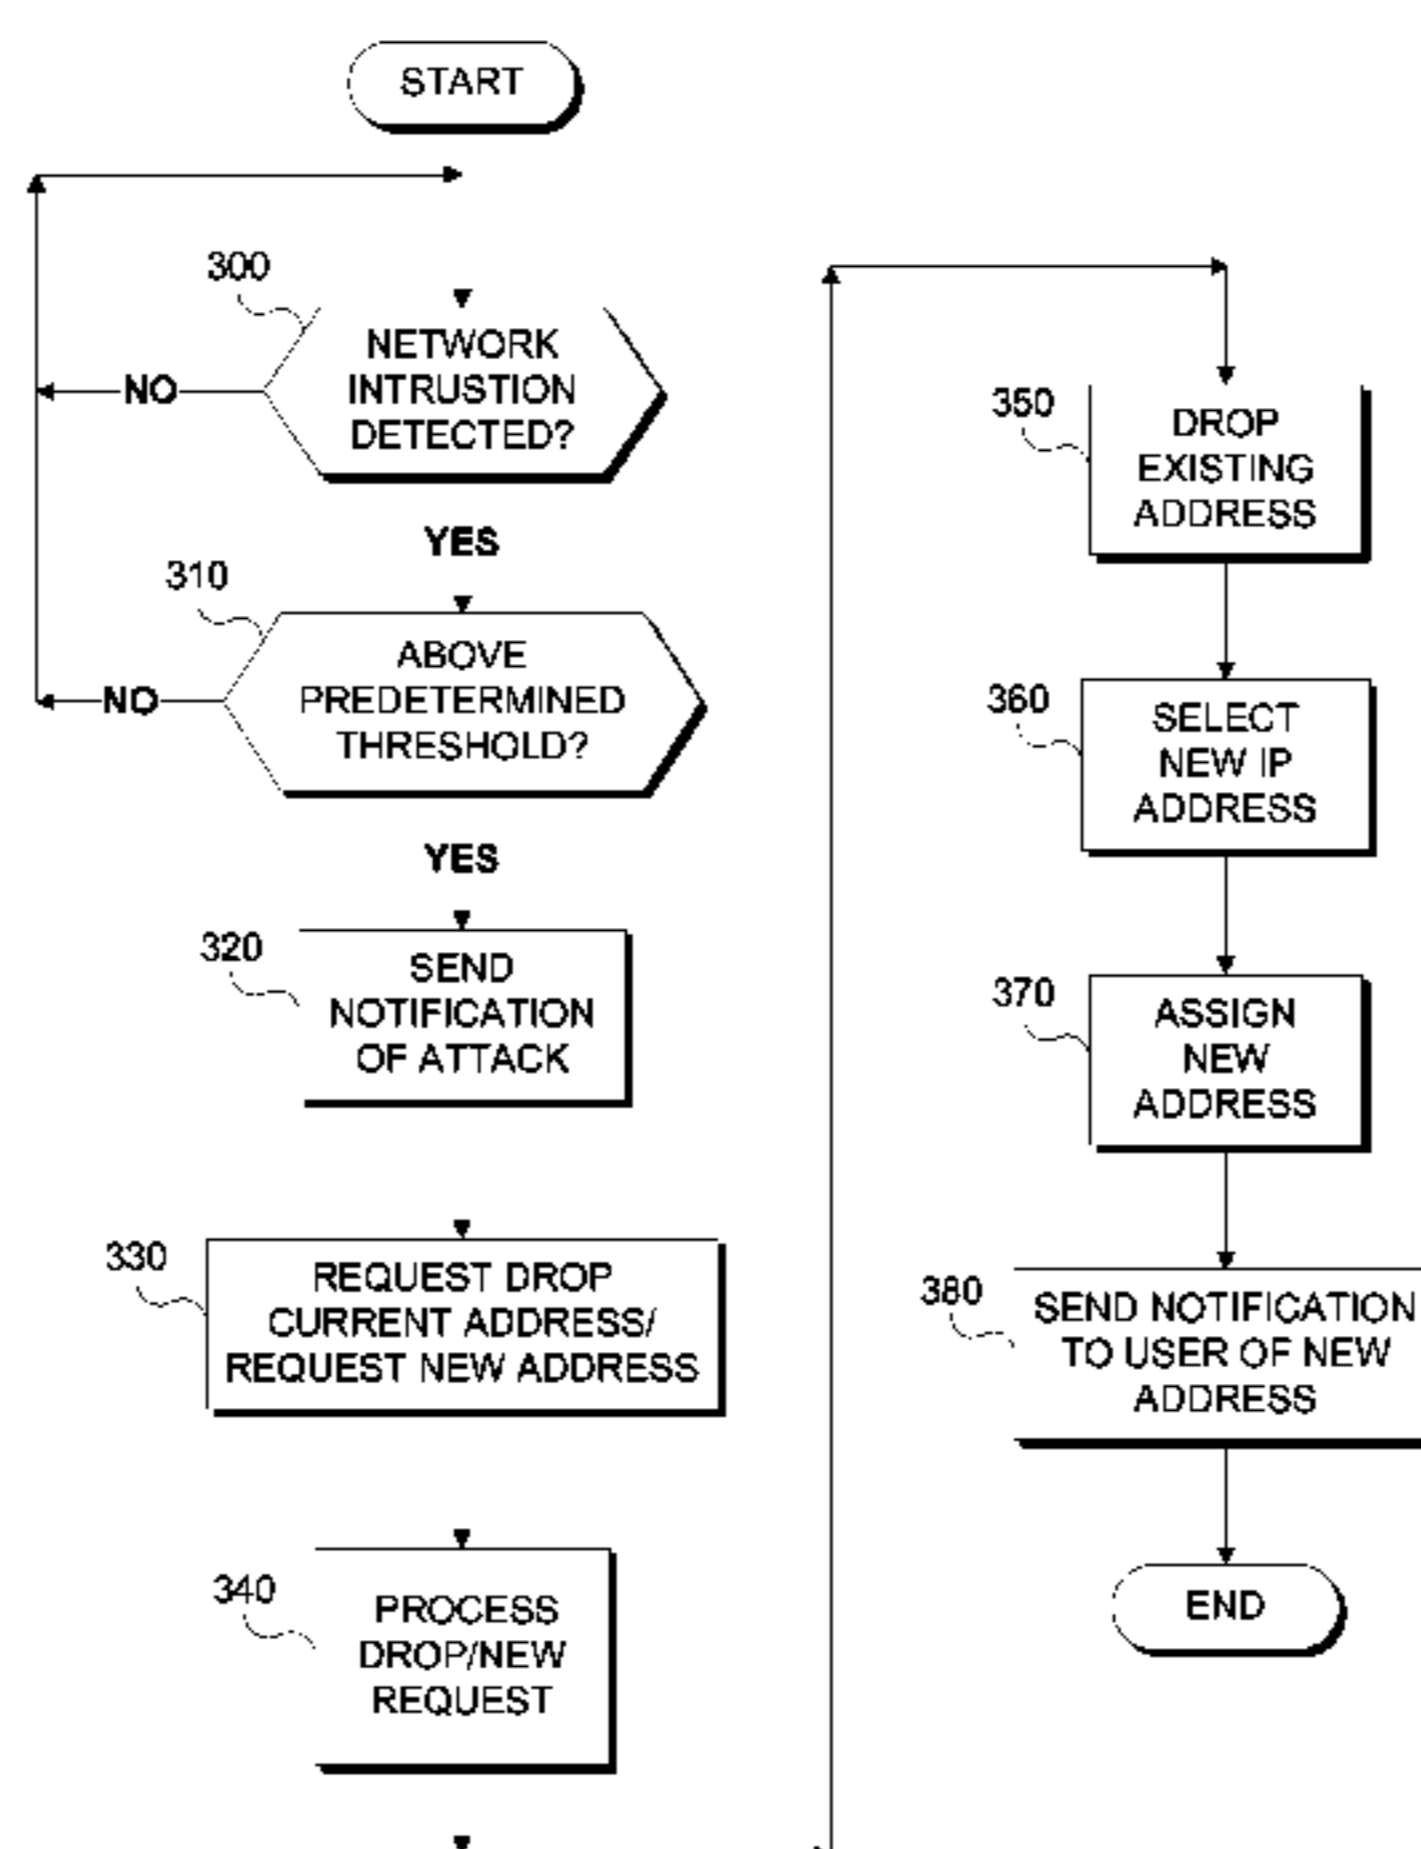 START
300
NETWORK
INTRUSTION
DETECTED?
NO
YES
310
ABOVE
PREDETERMINED
THRESHOLD?
NO
YES
320
SEND
NOTIFICATION
OF ATTACK
330
REQUEST DROP
CURRENT ADDRESS/
REQUEST NEW ADDRESS
340
PROCESS
DROP/NEW
REQUEST
350
DROP
EXISTING
ADDRESS
360
SELECT
NEW IP
ADDRESS
370
ASSIGN
NEW
ADDRESS
380
SEND NOTIFICATION
TO USER OF NEW
ADDRESS
END